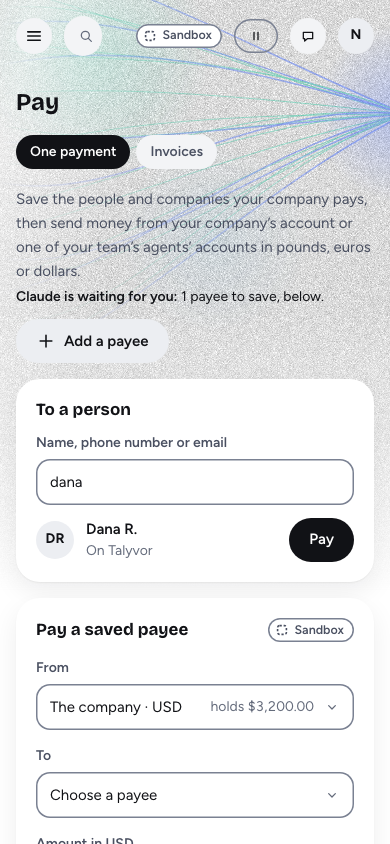 Sandbox
N
Pay
One payment
Invoices
Save the people and companies your company pays,
then send money from your company’s account or
one of your team’s agents’ accounts in pounds, euros
or dollars.
Claude is waiting for you: 1 payee to save, below.
Add a payee
To a person
Name, phone number or email
dana
DR
Dana R.
On Talyvor
Pay
Pay a saved payee
Sandbox
From
The company · USD
holds $3,200.00
To
Choose a payee
Amount in USD